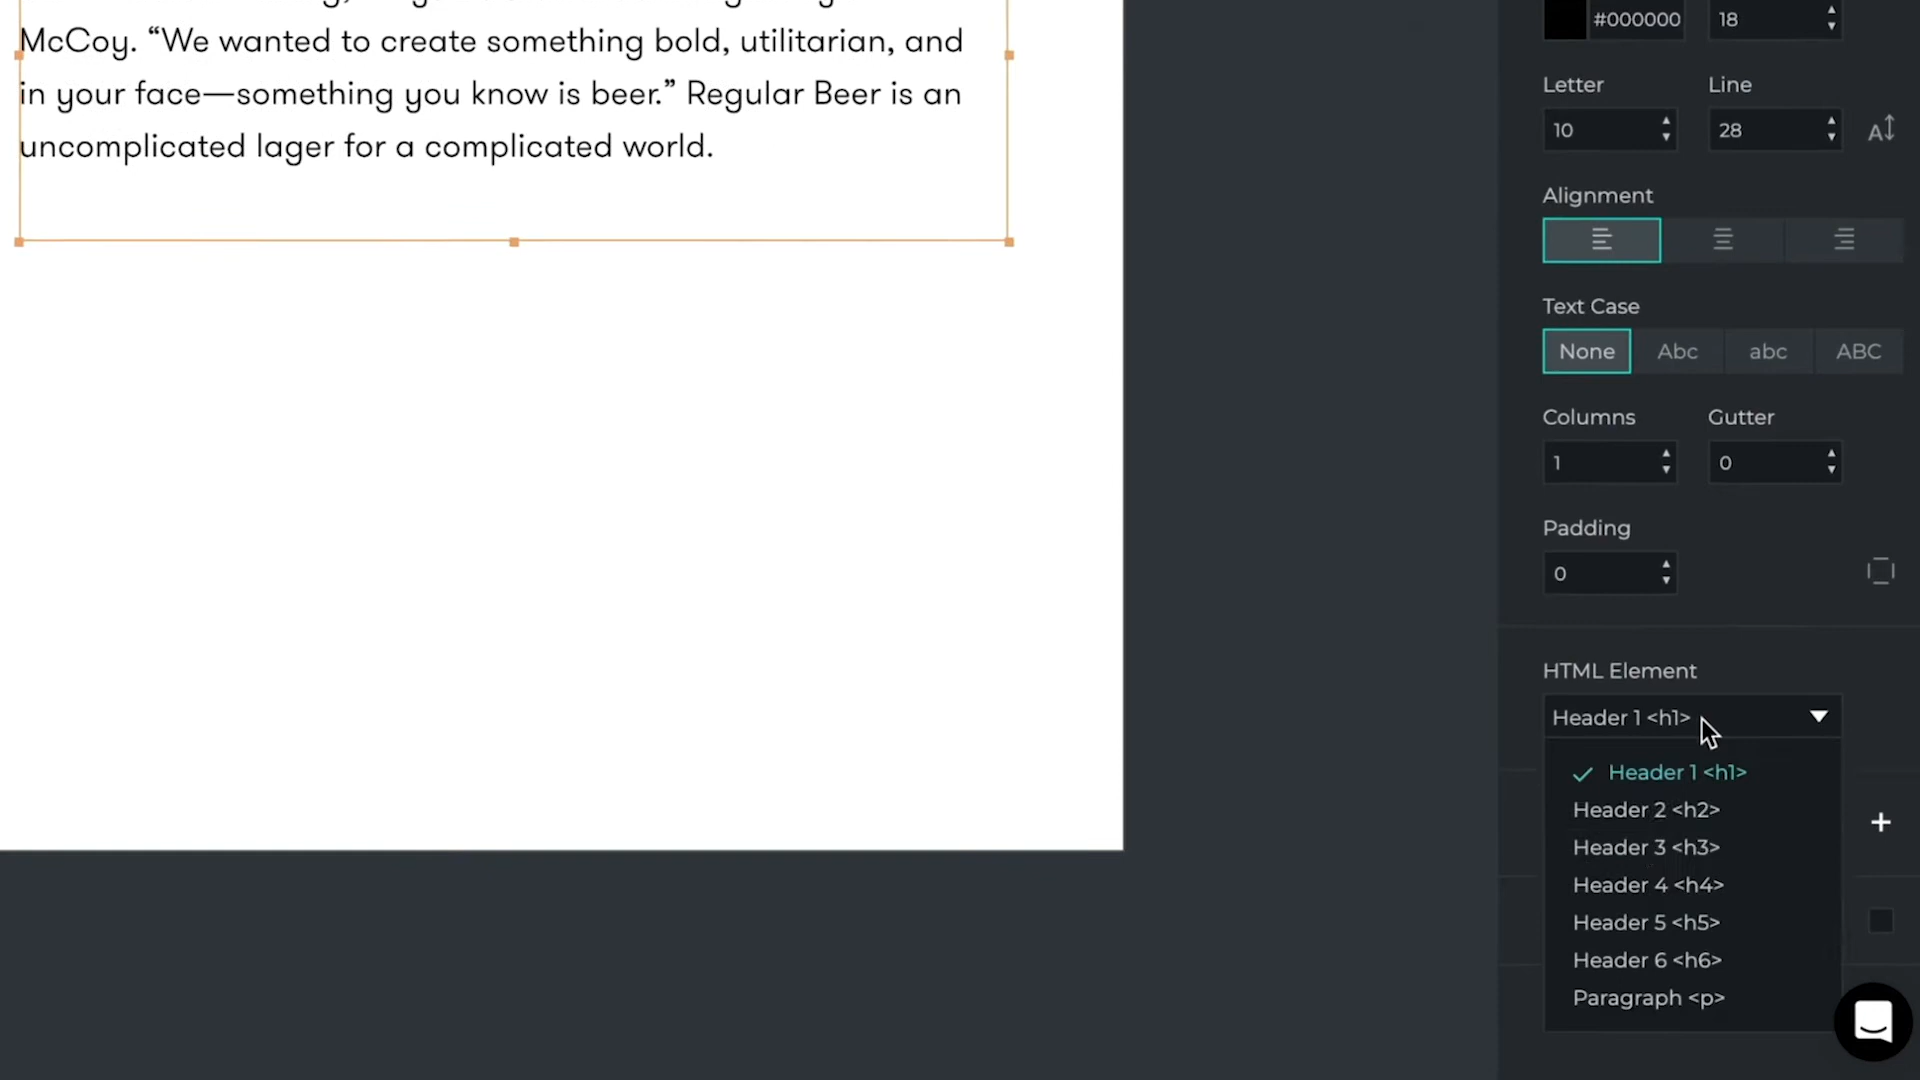 McCoy. “We wanted to create something bold, utilitarian, and
in your face—something you know is beer.” Regular Beer is an
uncomplicated lager for a complicated world.
#000000
18
Letter
Line
10
28
A
Alignment
Text Case
None
Abc
abc
ABC
Columns
Gutter
1
0
Padding
0
HTML Element
Header 1 <h1>
Header 1 <h1>
Header 2 <h2>
Header 3 <h3>
Header 4 <h4>
Header 5 <h5>
Header 6 <h6>
Paragraph <p>